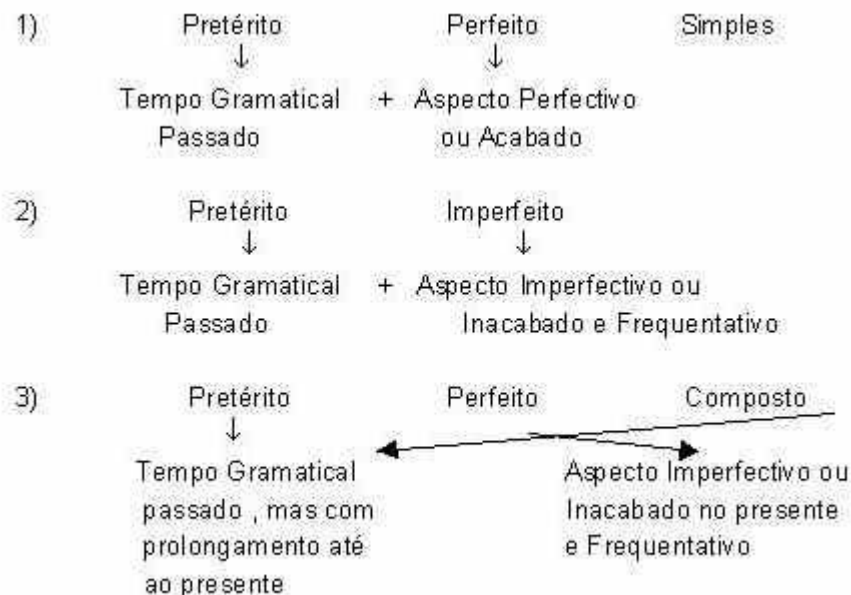 1) Pretérito Perfeito Simples
↓ ↓
Tempo Gramatical + Aspecto Perfectivo
Passado ou Acabado
2) Pretérito Imperfeito
↓ ↓
Tempo Gramatical + Aspecto Imperfectivo ou
Passado Inacabado e Frequentativo
3) Pretérito Perfeito Composto
↓
Tempo Gramatical Aspecto Imperfectivo ou
passado , mas com Inacabado no presente
prolongamento até e Frequentativo
ao presente